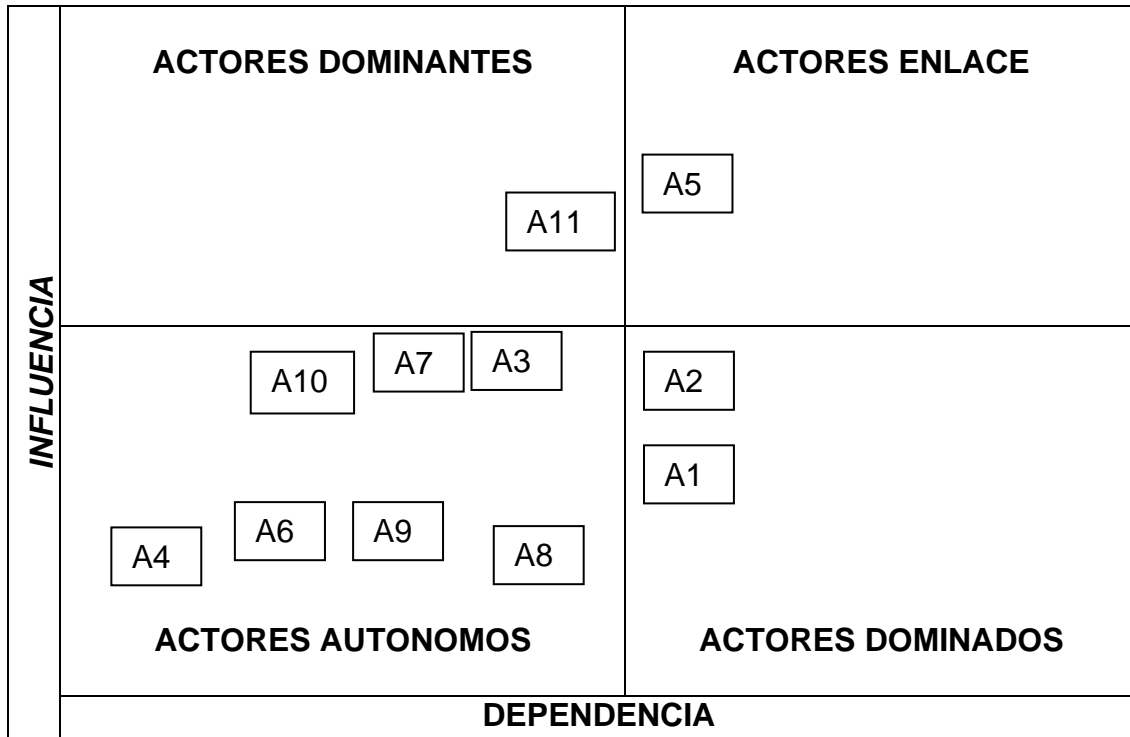 ACTORES DOMINANTES
ACTORES ENLACE
A5
A11
INFLUENCIA
A10
A7
A3
A2
A1
A4
A6
A9
A8
ACTORES AUTONOMOS
ACTORES DOMINADOS
DEPENDENCIA